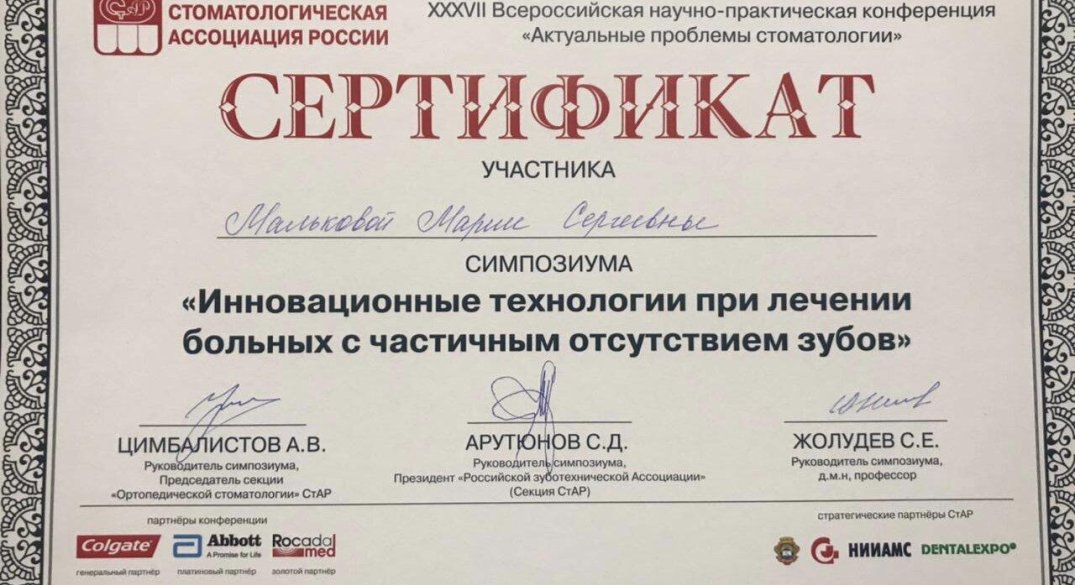 СтАР
СТОМАТОЛОГИЧЕСКАЯ
АССОЦИАЦИЯ РОССИИ
XXXVII Всероссийская научно-практическая конференция
«Актуальные проблемы стоматологии»
СЕРТИФИКАТ
УЧАСТНИКА
Мальковой Марии Сергеевны
СИМПОЗИУМА
«Инновационные технологии при лечении
больных с частичным отсутствием зубов»
ЦИМБАЛИСТОВ А.В.
Руководитель симпозиума,
Председатель секции
«Ортопедической стоматологии» СтАР
АРУТЮНОВ С.Д.
Руководитель симпозиума,
Президент «Российской зуботехнической Ассоциации»
(Секция СтАР)
ЖОЛУДЕВ С.Е.
Руководитель симпозиума,
д.м.н, профессор
партнёры конференции
Colgate®
генеральный партнёр
Abbott
A Promise for Life
платиновый партнёр
Rocada
med
золотой партнёр
стратегические партнёры СтАР
НИИАМС
DENTALEXPO®